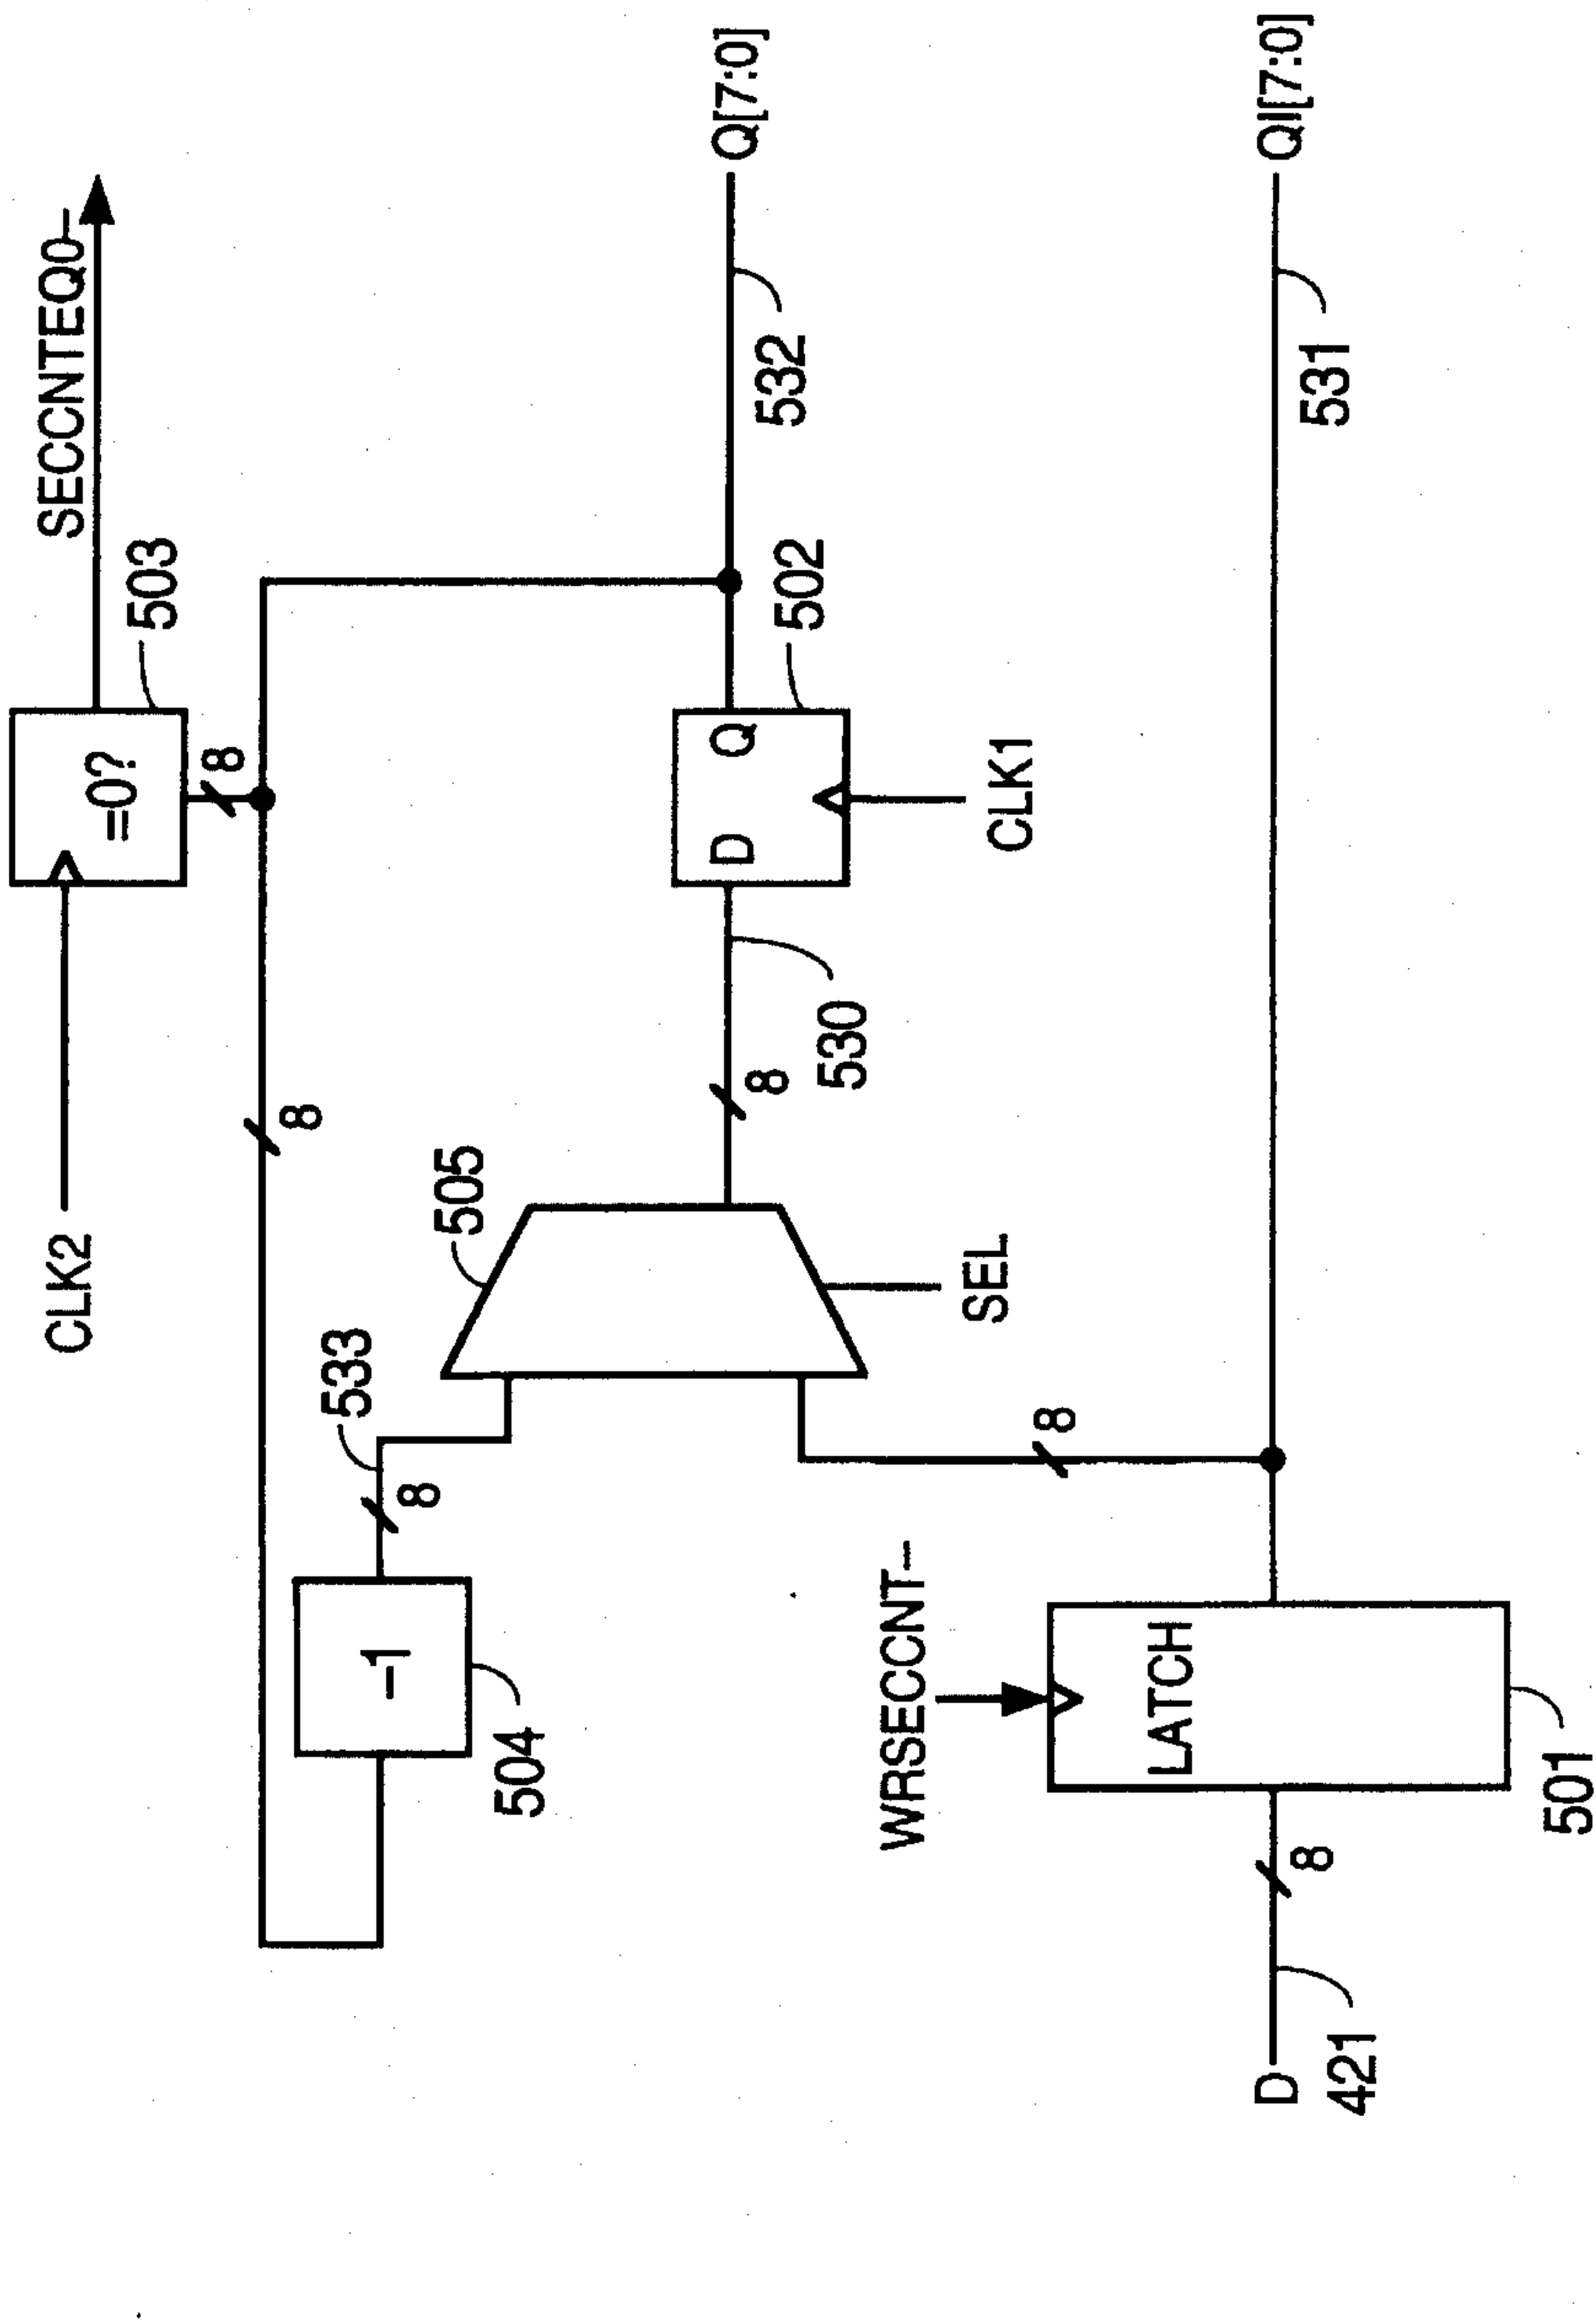 SECCNTEQ0–
CLK2
=0?
503
8
8
533
8
–1
504
505
SEL
8
530
D Q
502
CLK1
532
Q[7:0]
WRSECCNT–
LATCH
501
8
D
8
421
531
QI[7:0]